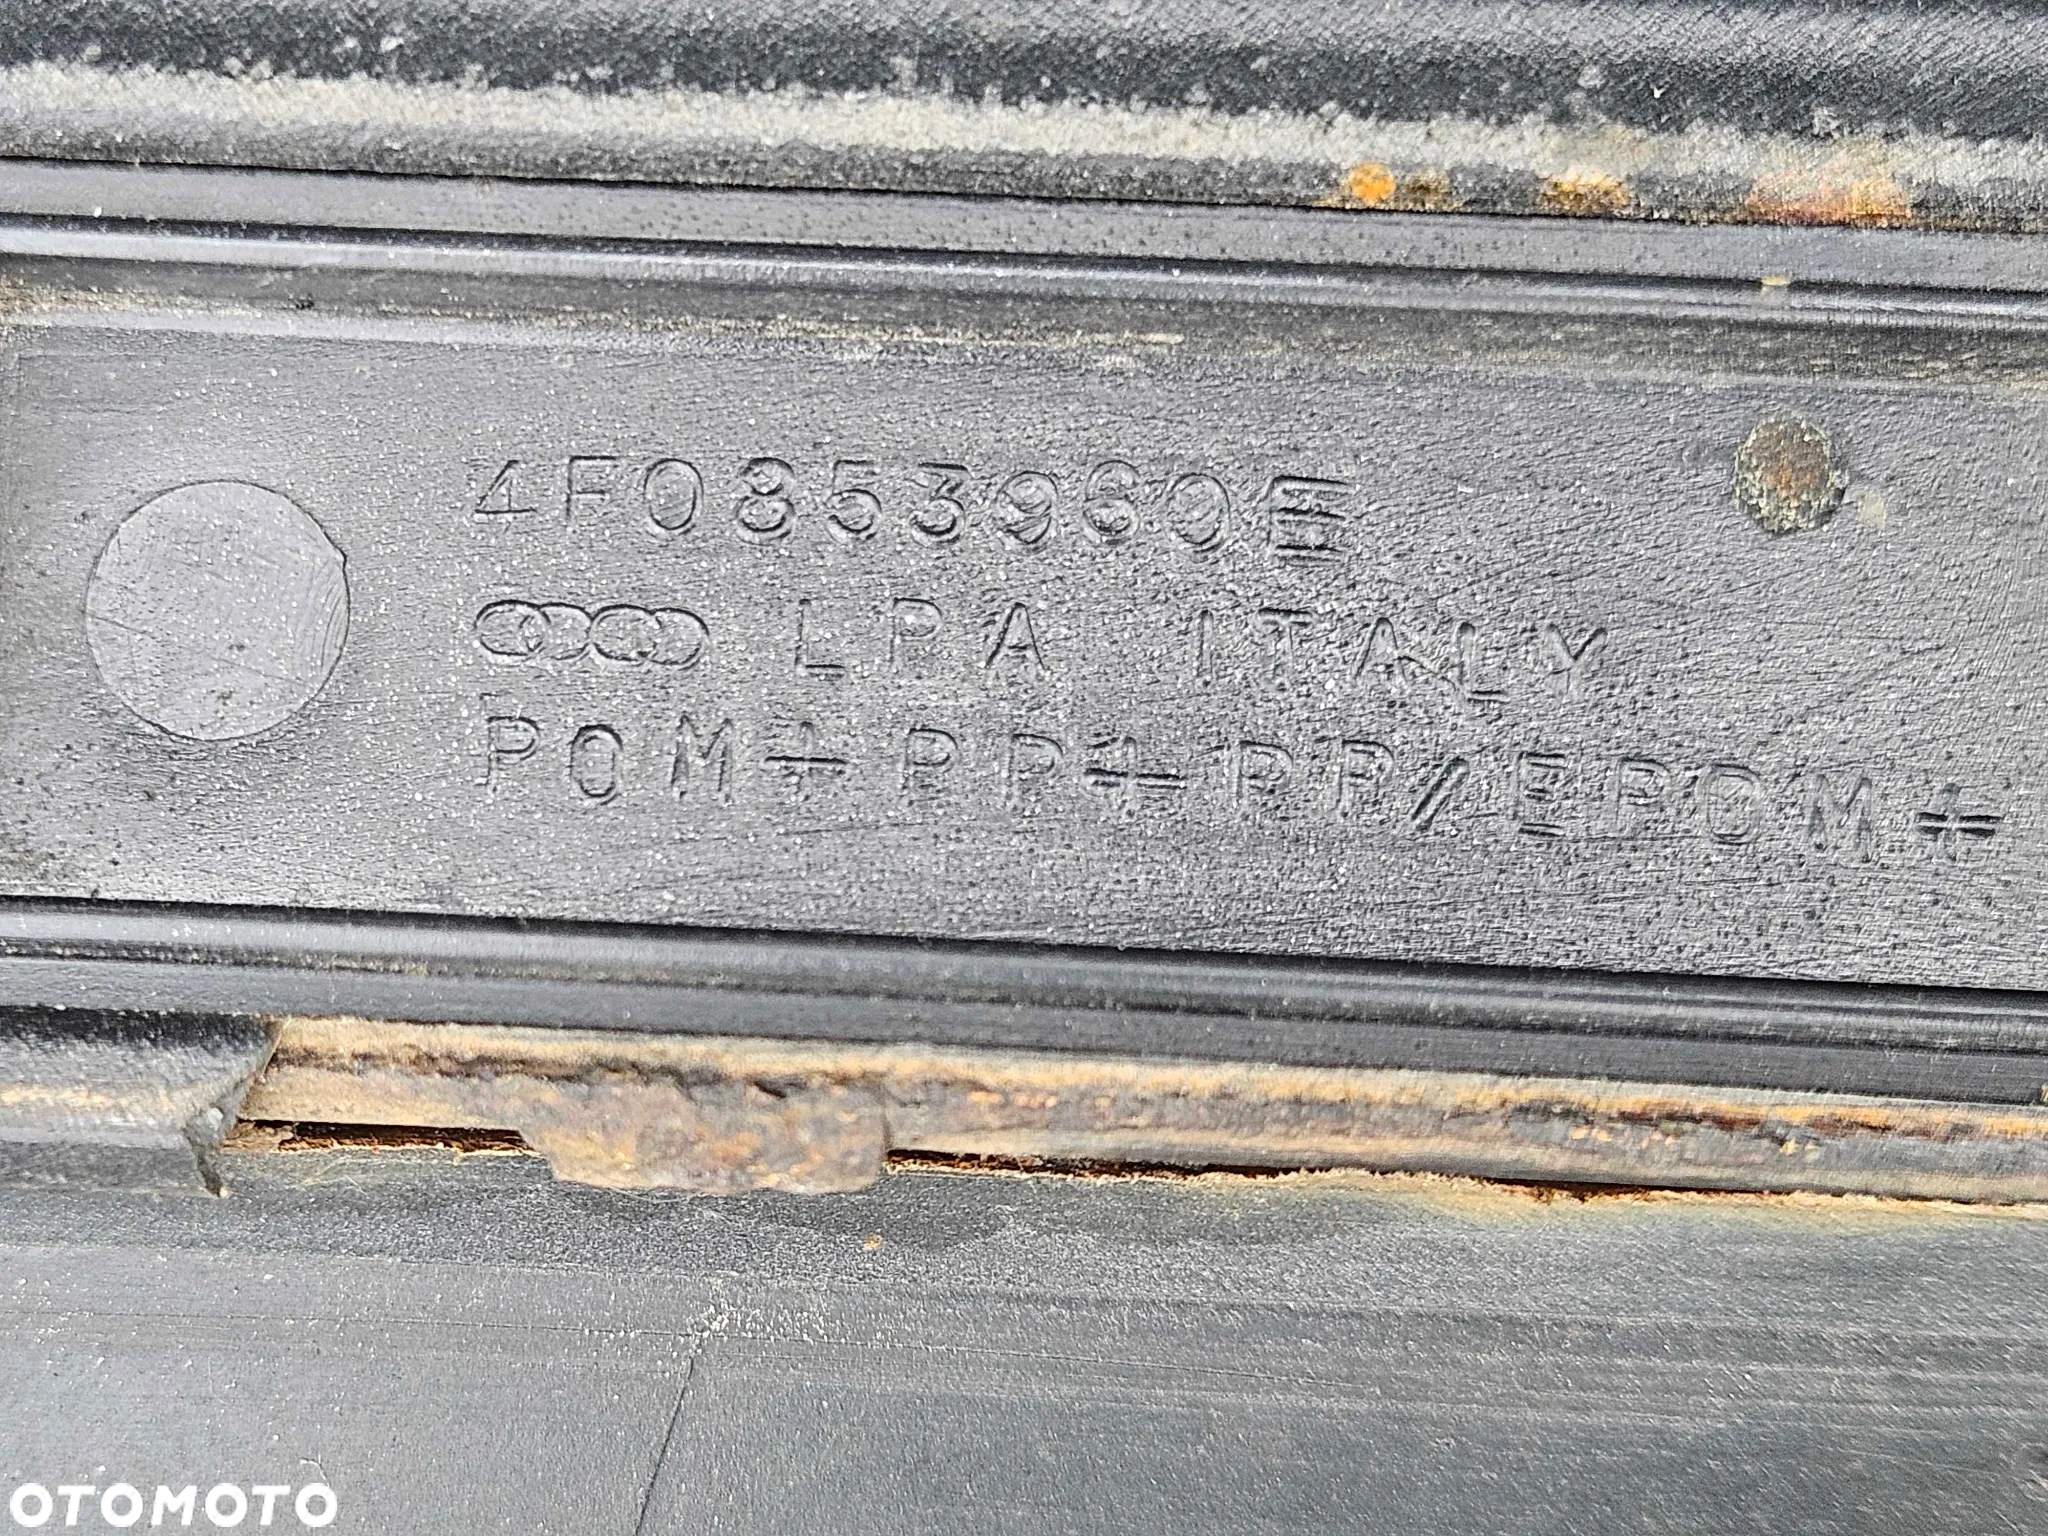 4F0853960E
LPA ITALY
POM+PP+PP/EPDM+
OTOMOTO